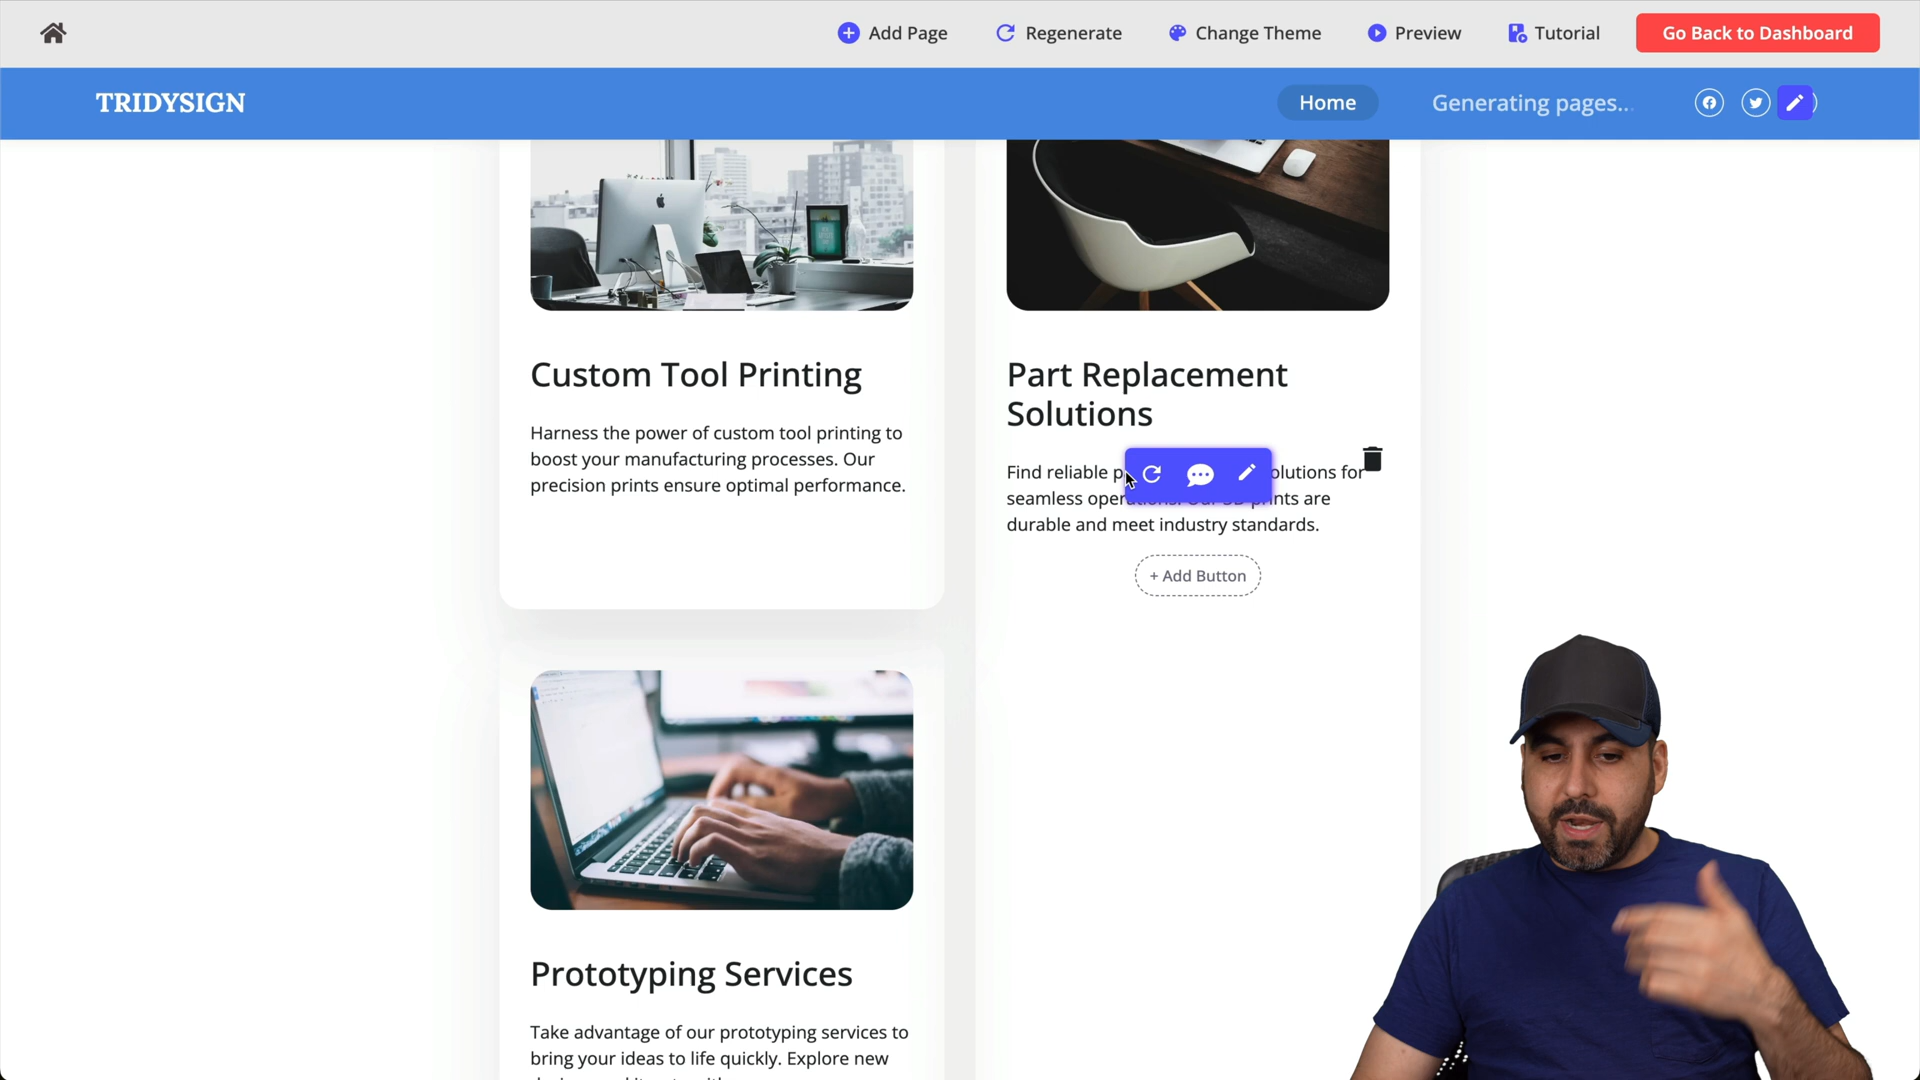 Add Page
Regenerate
Change Theme
Preview
Tutorial
Go Back to Dashboard
TRIDYSIGN
Home
Generating pages...
Custom Tool Printing
Harness the power of custom tool printing to
boost your manufacturing processes. Our
precision prints ensure optimal performance.
Part Replacement
Solutions
Find reliable
for
seamless
are
durable and meet industry standards.
+ Add Button
Prototyping Services
Take advantage of our prototyping services to
bring your ideas to life quickly. Explore new